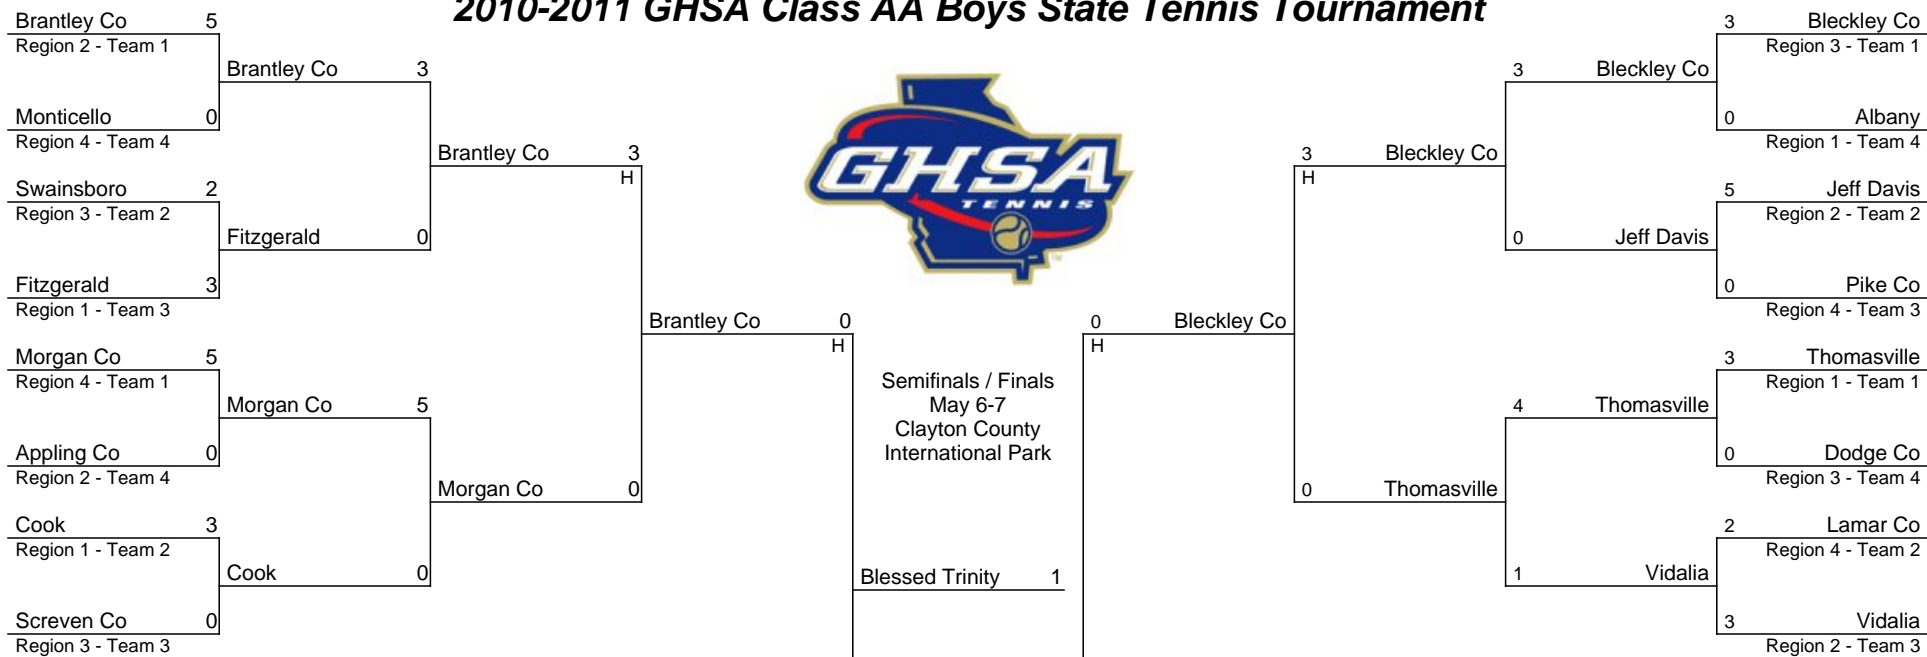 2010-2011 GHSA Class AA Boys State Tennis Tournament
Brantley Co 5
Region 2 - Team 1
Monticello 0
Region 4 - Team 4
Swainsboro 2
Region 3 - Team 2
Fitzgerald 3
Region 1 - Team 3
Morgan Co 5
Region 4 - Team 1
Appling Co 0
Region 2 - Team 4
Cook 3
Region 1 - Team 2
Screven Co 0
Region 3 - Team 3
Brantley Co 3
Fitzgerald 0
Morgan Co 5
Cook 0
Brantley Co 3
H
Morgan Co 0
Brantley Co 0
H
GHSA
TENNIS
TM
Semifinals / Finals
May 6-7
Clayton County
International Park
Blessed Trinity 1
0 Bleckley Co
H
3 Bleckley Co
H
0 Thomasville
3 Bleckley Co
0 Jeff Davis
4 Thomasville
1 Vidalia
3 Bleckley Co
Region 3 - Team 1
0 Albany
Region 1 - Team 4
5 Jeff Davis
Region 2 - Team 2
0 Pike Co
Region 4 - Team 3
3 Thomasville
Region 1 - Team 1
0 Dodge Co
Region 3 - Team 4
2 Lamar Co
Region 4 - Team 2
3 Vidalia
Region 2 - Team 3